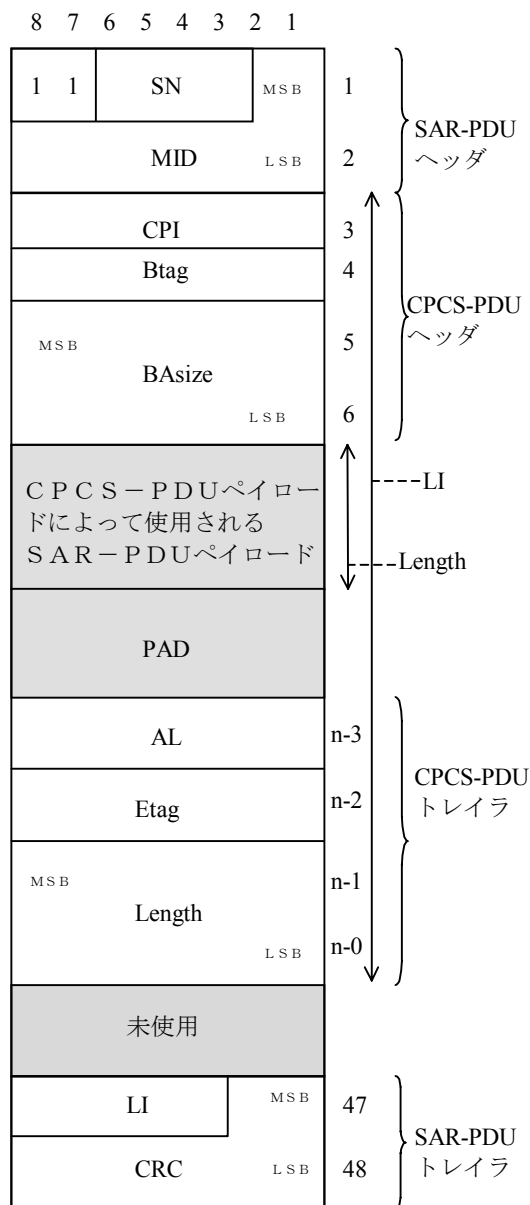 8 7 6 5 4 3 2 1
1 1 SN MSB 1
MID LSB 2
SAR-PDU
ヘッダ
CPI 3
Btag 4
MSB 5
BAsize
LSB 6
CPCS-PDU
ヘッダ
ＣＰＣＳ－ＰＤＵペイロー
ドによって使用される
ＳＡＲ－ＰＤＵペイロード
LI
Length
PAD
AL n-3
Etag n-2
MSB n-1
Length
LSB n-0
CPCS-PDU
トレイラ
未使用
LI MSB 47
CRC LSB 48
SAR-PDU
トレイラ